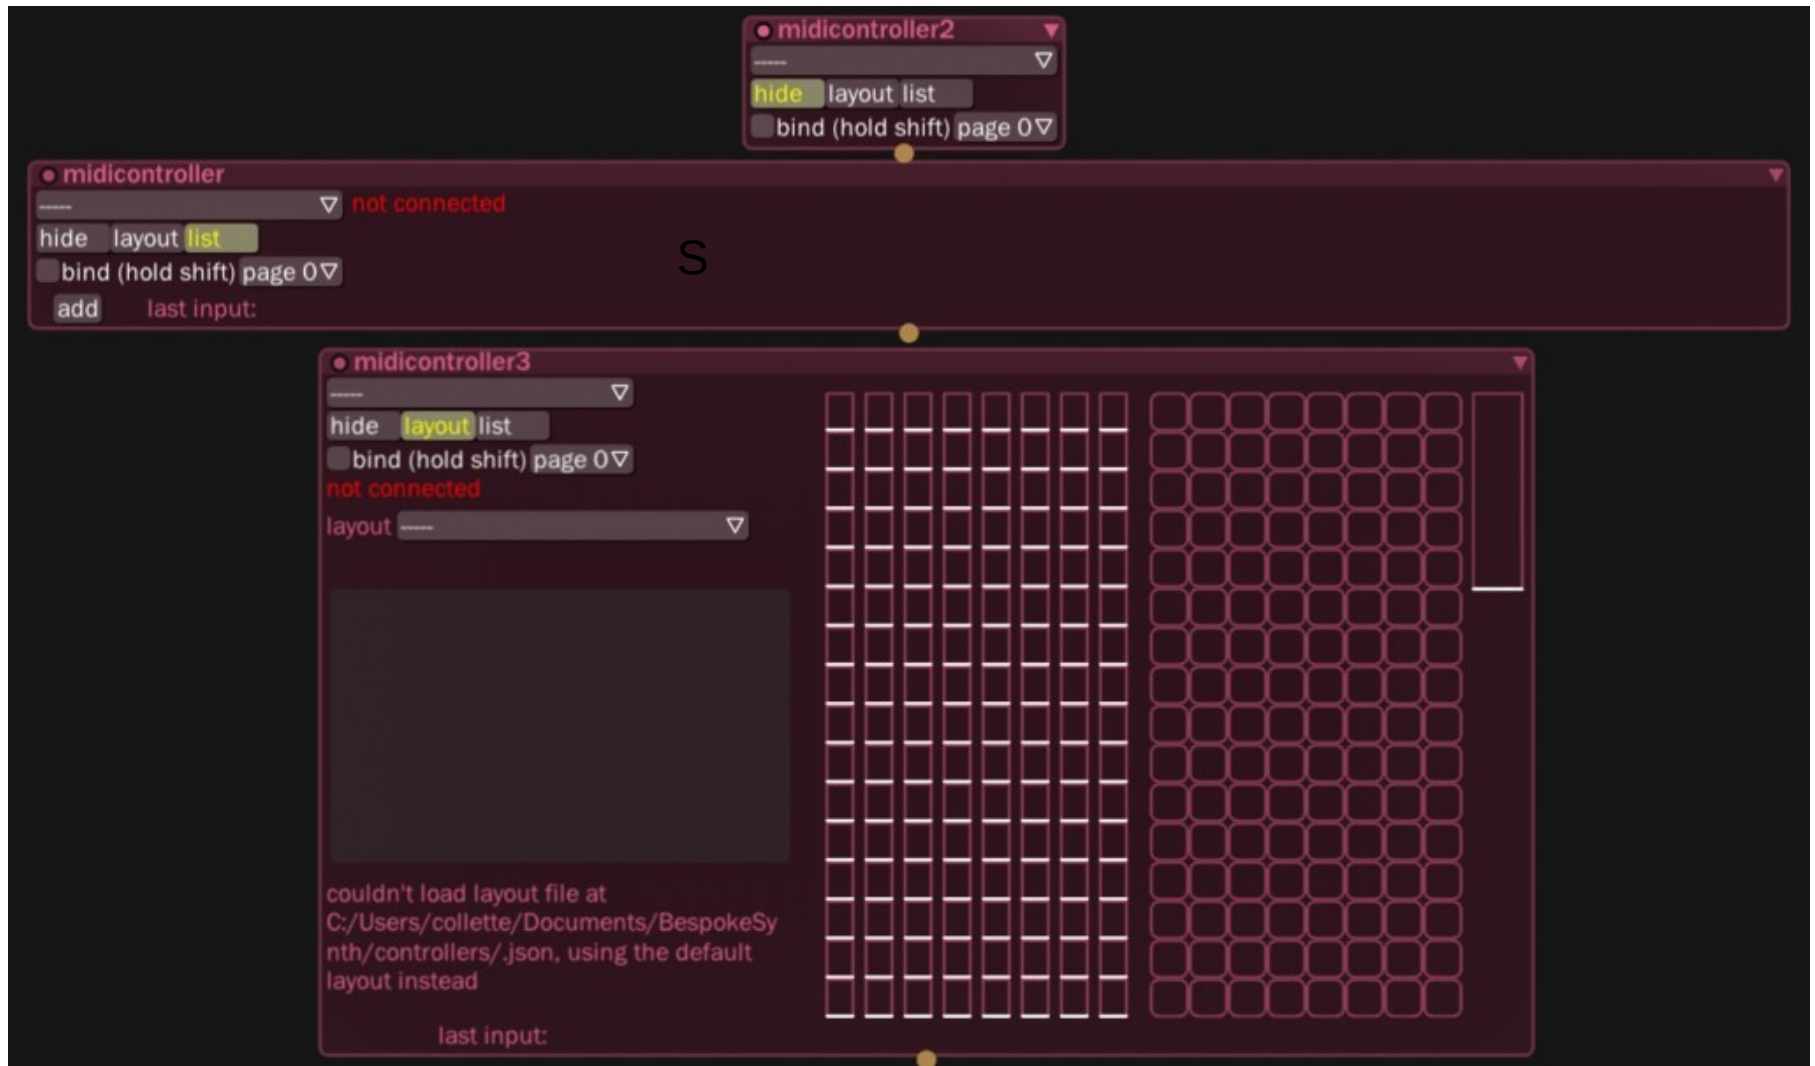 midicontroller2
-----
hide layout list
bind (hold shift) page 0
midicontroller
----- not connected
hide layout list
S
bind (hold shift) page 0
add last input:
midicontroller3
-----
hide layout list
bind (hold shift) page 0
not connected
layout -----
couldn't load layout file at
C:/Users/collette/Documents/BespokeSy
nth/controllers/.json, using the default
layout instead
last input: